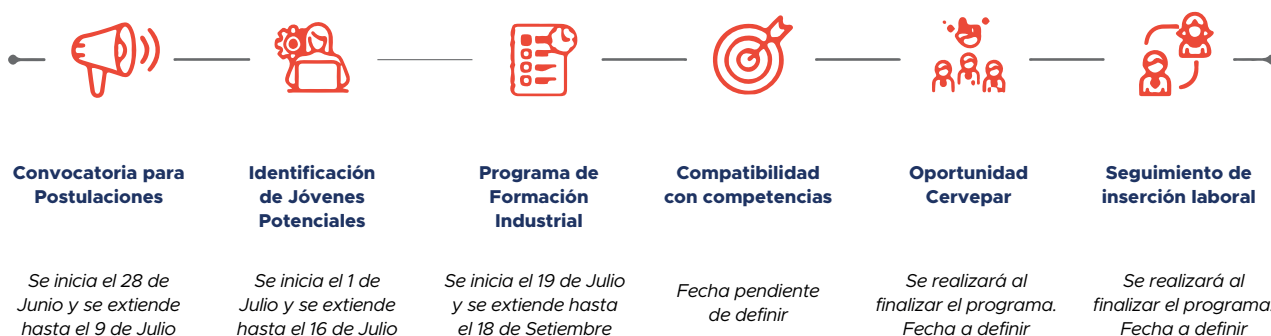 Convocatoria para
Postulaciones
Se inicia el 28 de
Junio y se extiende
hasta el 9 de Julio
Identificación
de Jóvenes
Potenciales
Se inicia el 1 de
Julio y se extiende
hasta el 16 de Julio
Programa de
Formación
Industrial
Se inicia el 19 de Julio
y se extiende hasta
el 18 de Setiembre
Compatibilidad
con competencias
Fecha pendiente
de definir
Oportunidad
Cervepar
Se realizará al
finalizar el programa.
Fecha a definir
Seguimiento de
inserción laboral
Se realizará al
finalizar el programa.
Fecha a definir